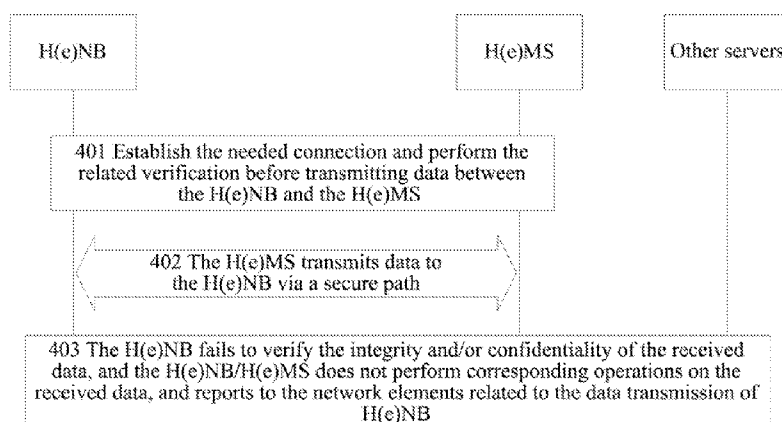 H(e)NB
H(e)MS
Other servers
401 Establish the needed connection and perform the
related verification before transmitting data between
the H(e)NB and the H(e)MS
402 The H(e)MS transmits data to
the H(e)NB via a secure path
403 The H(e)NB fails to verify the integrity and/or confidentiality of the received
data, and the H(e)NB/H(e)MS does not perform corresponding operations on the
received data, and reports to the network elements related to the data transmission of
H(e)NB